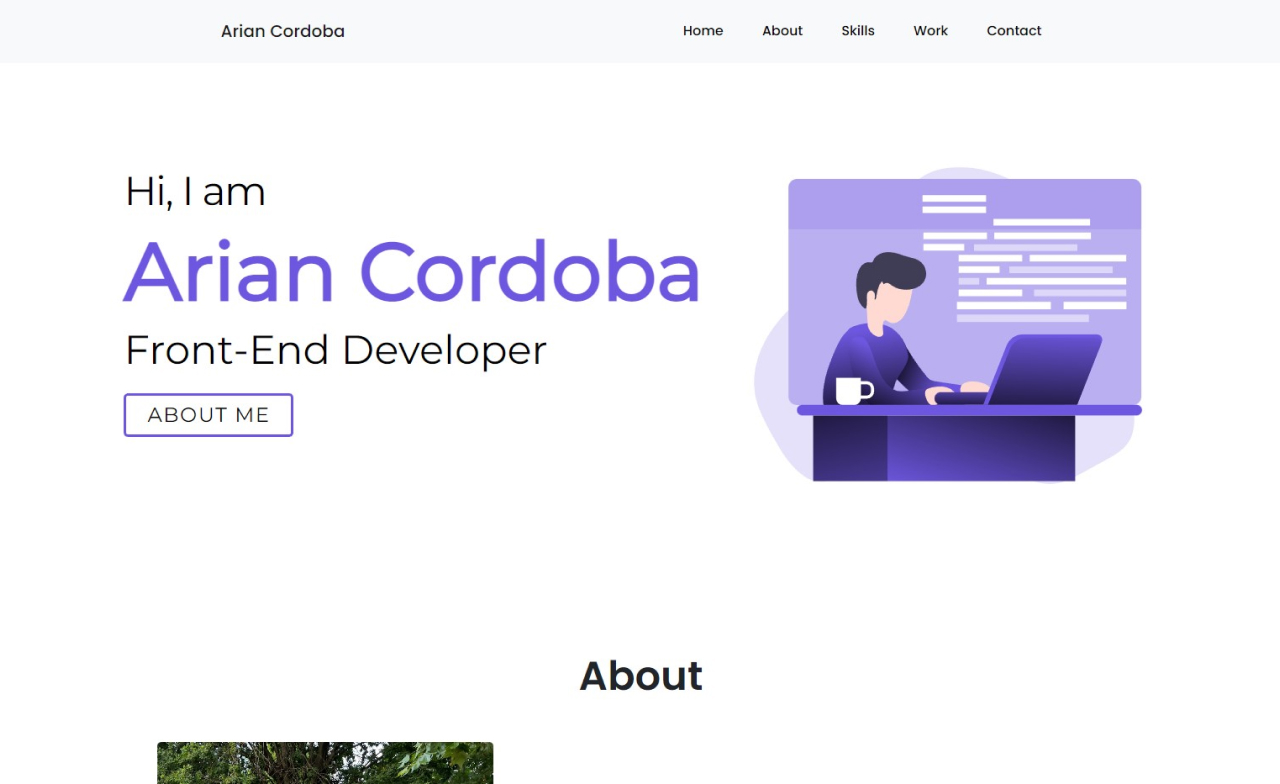 Arian Cordoba
Home About Skills Work Contact
Hi, I am
Arian Cordoba
Front-End Developer
ABOUT ME
About